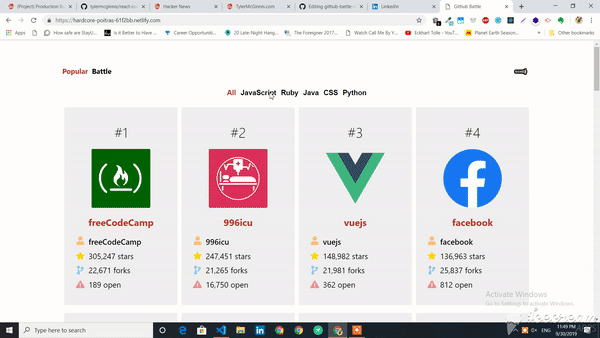 (Project) Production R
tylermcginnis/react-c
Hacker News
TylerMcGinnis.com
Editing github-battle-
LinkedIn
Github Battle
https://hardcore-poitras-61f2bb.netlify.com
Apps
How safe are StayU
Is it Better to Have
Career Opportunitie
20 Late Night Hang
The Foreigner 2017
Watch Call Me By Y
Eckhart Tolle - You
Planet Earth Season
Other bookmarks
Popular Battle
All JavaScript Ruby Java CSS Python
#1
freeCodeCamp
freeCodeCamp
305,247 stars
22,671 forks
189 open
#2
996icu
996icu
247,451 stars
21,265 forks
16,750 open
#3
vuejs
vuejs
148,982 stars
21,981 forks
362 open
#4
facebook
facebook
136,963 stars
25,837 forks
812 open
Activate Windows
Go to Settings to activate Windows.
Type here to search
ENG
11:49 PM
9/30/2019